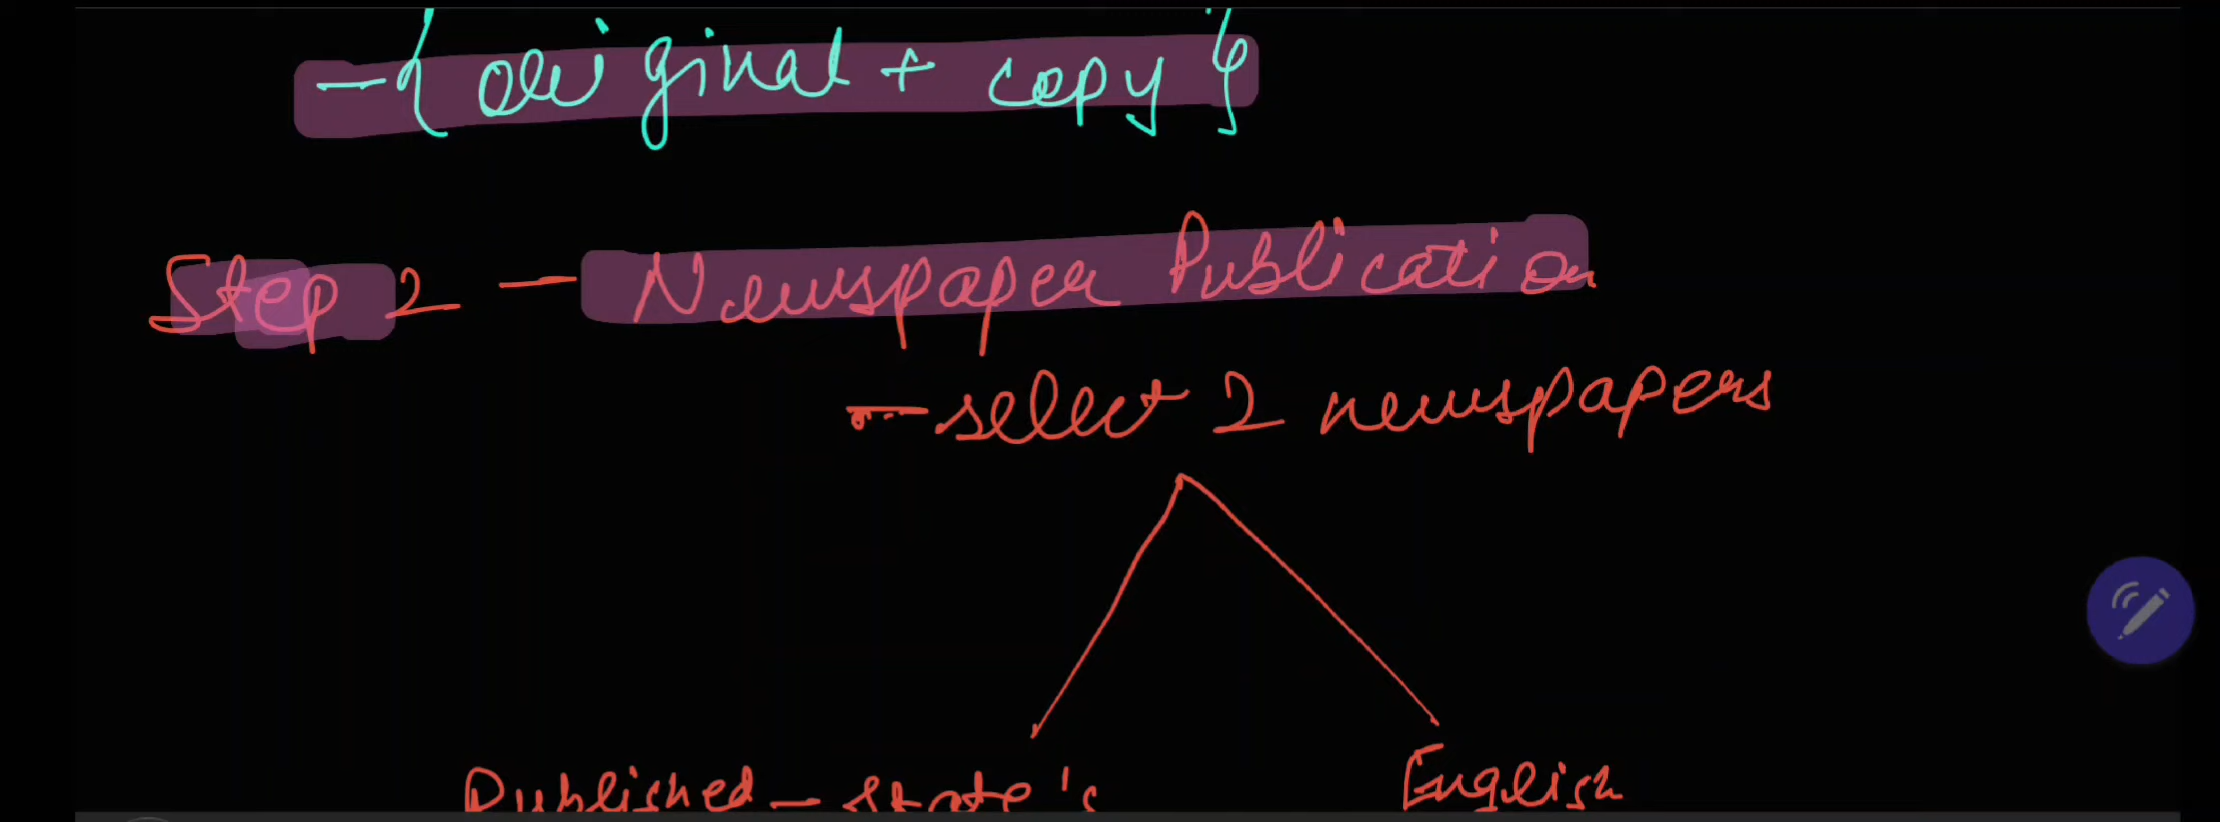 - { original + copy }
Step 2 - Newspaper Publication
- select 2 newspapers
Published - state's English